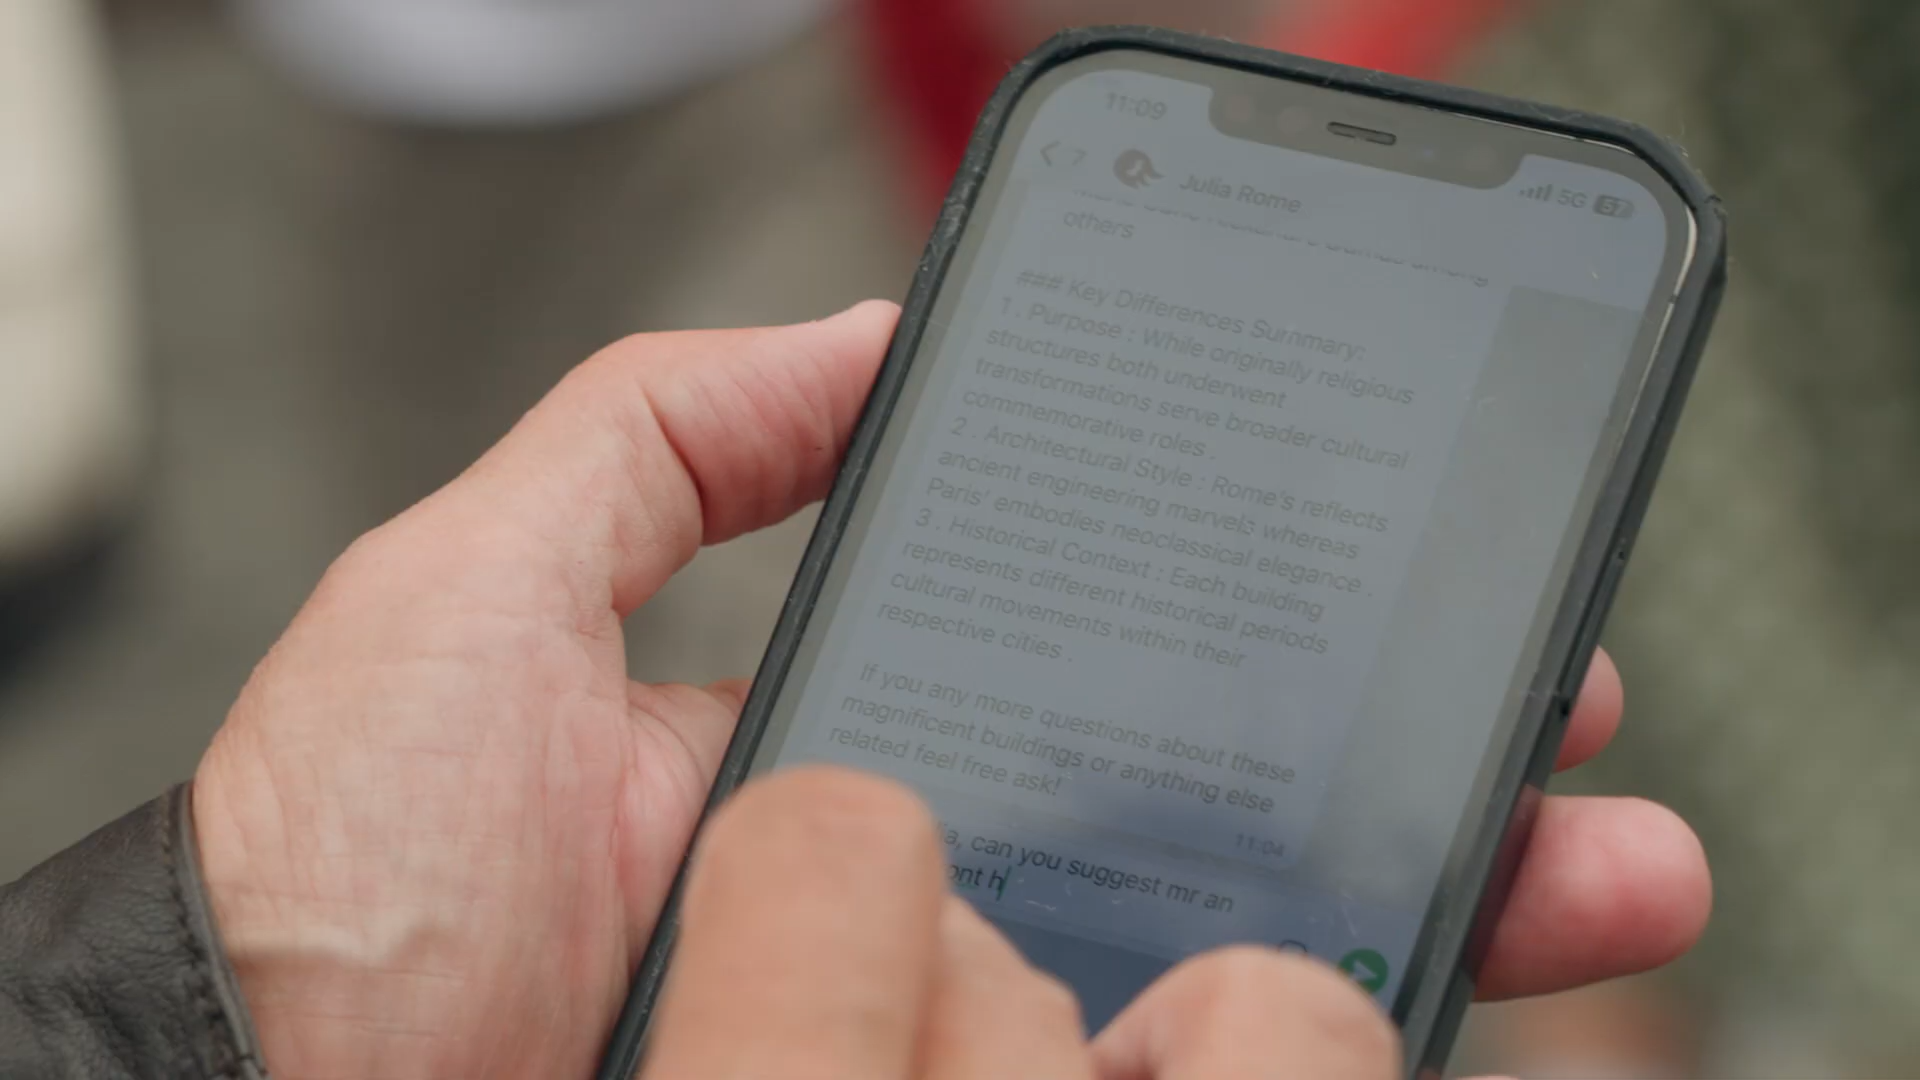 11:09
5G 57
7
Julia Rome
others
### Key Differences Summary:
1 . Purpose : While originally religious
structures both underwent
transformations serve broader cultural
commemorative roles .
2 . Architectural Style : Rome's reflects
ancient engineering marvels whereas
Paris' embodies neoclassical elegance .
3 . Historical Context : Each building
represents different historical periods
cultural movements within their
respective cities .
If you any more questions about these
magnificent buildings or anything else
related feel free ask!
11:04
can you suggest mr an
h